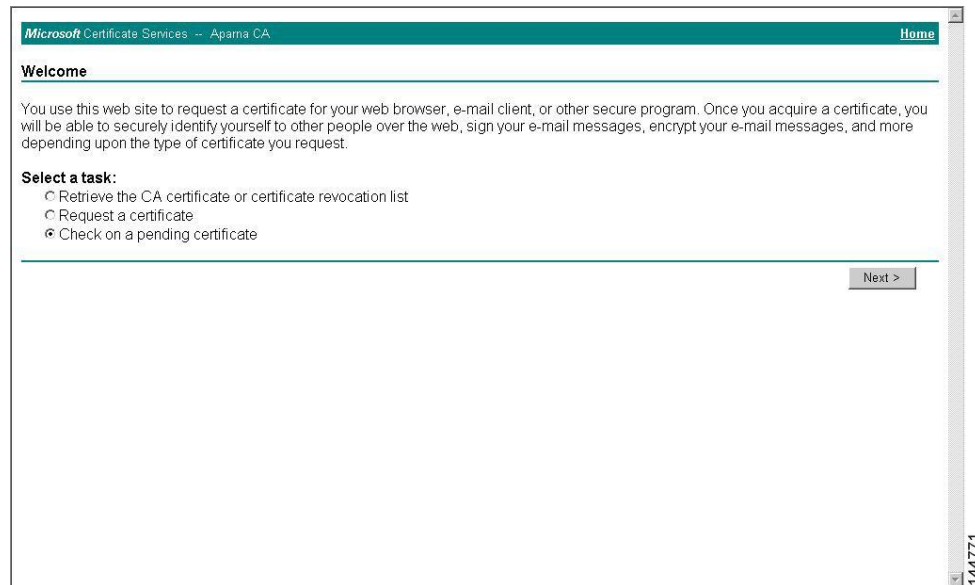 Microsoft Certificate Services -- Aparna CA Home
Welcome
You use this web site to request a certificate for your web browser, e-mail client, or other secure program. Once you acquire a certificate, you
will be able to securely identify yourself to other people over the web, sign your e-mail messages, encrypt your e-mail messages, and more
depending upon the type of certificate you request.
Select a task:
Retrieve the CA certificate or certificate revocation list
Request a certificate
Check on a pending certificate
Next >
144771